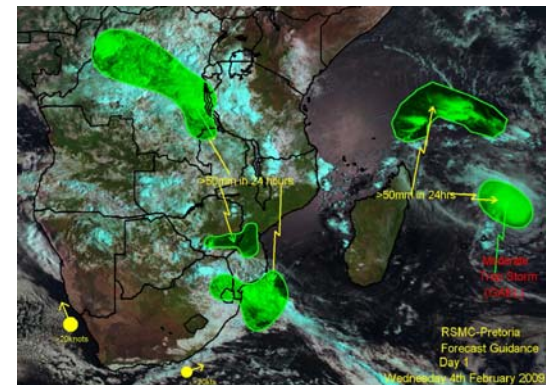 >50mm in 24 hours
>50mm in 24hrs
Moderate
Trop-Storm
>20knots
RSMC-Pretoria
Forecast Guidance
Day 1
Wednesday 4th February 2009